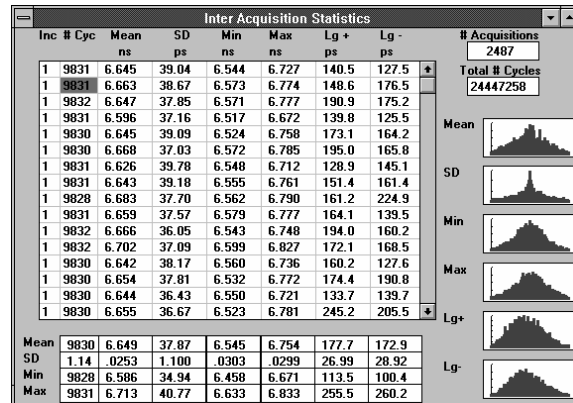 Inter Acquisition Statistics
Inc # Cyc Mean SD Min Max Lg + Lg -
ns ps ns ns ps ps
1 9831 6.645 39.04 6.544 6.727 140.5 127.5
1 9831 6.663 38.67 6.573 6.774 148.6 176.5
1 9832 6.647 37.85 6.571 6.777 190.9 175.2
1 9831 6.596 37.16 6.517 6.672 139.8 125.5
1 9830 6.645 39.09 6.524 6.758 173.1 164.2
1 9830 6.668 37.03 6.572 6.785 195.0 165.8
1 9831 6.626 39.78 6.548 6.712 128.9 145.1
1 9831 6.643 39.18 6.555 6.761 151.4 161.4
1 9828 6.683 37.70 6.562 6.790 161.2 224.9
1 9831 6.659 37.57 6.579 6.777 164.1 139.5
1 9832 6.666 36.05 6.543 6.748 194.0 160.2
1 9832 6.702 37.09 6.599 6.827 172.1 168.5
1 9830 6.642 38.17 6.560 6.736 160.2 127.6
1 9830 6.654 37.81 6.532 6.772 174.4 190.8
1 9830 6.644 36.43 6.550 6.721 133.7 139.7
1 9830 6.655 36.67 6.523 6.781 245.2 205.5
Mean 9830 6.649 37.87 6.545 6.754 177.7 172.9
SD 1.14 .0253 1.100 .0303 .0299 26.99 28.92
Min 9828 6.586 34.94 6.458 6.671 113.5 100.4
Max 9831 6.713 40.77 6.633 6.833 255.5 260.2
# Acquisitions
2487
Total # Cycles
24447258
Mean
SD
Min
Max
Lg+
Lg-